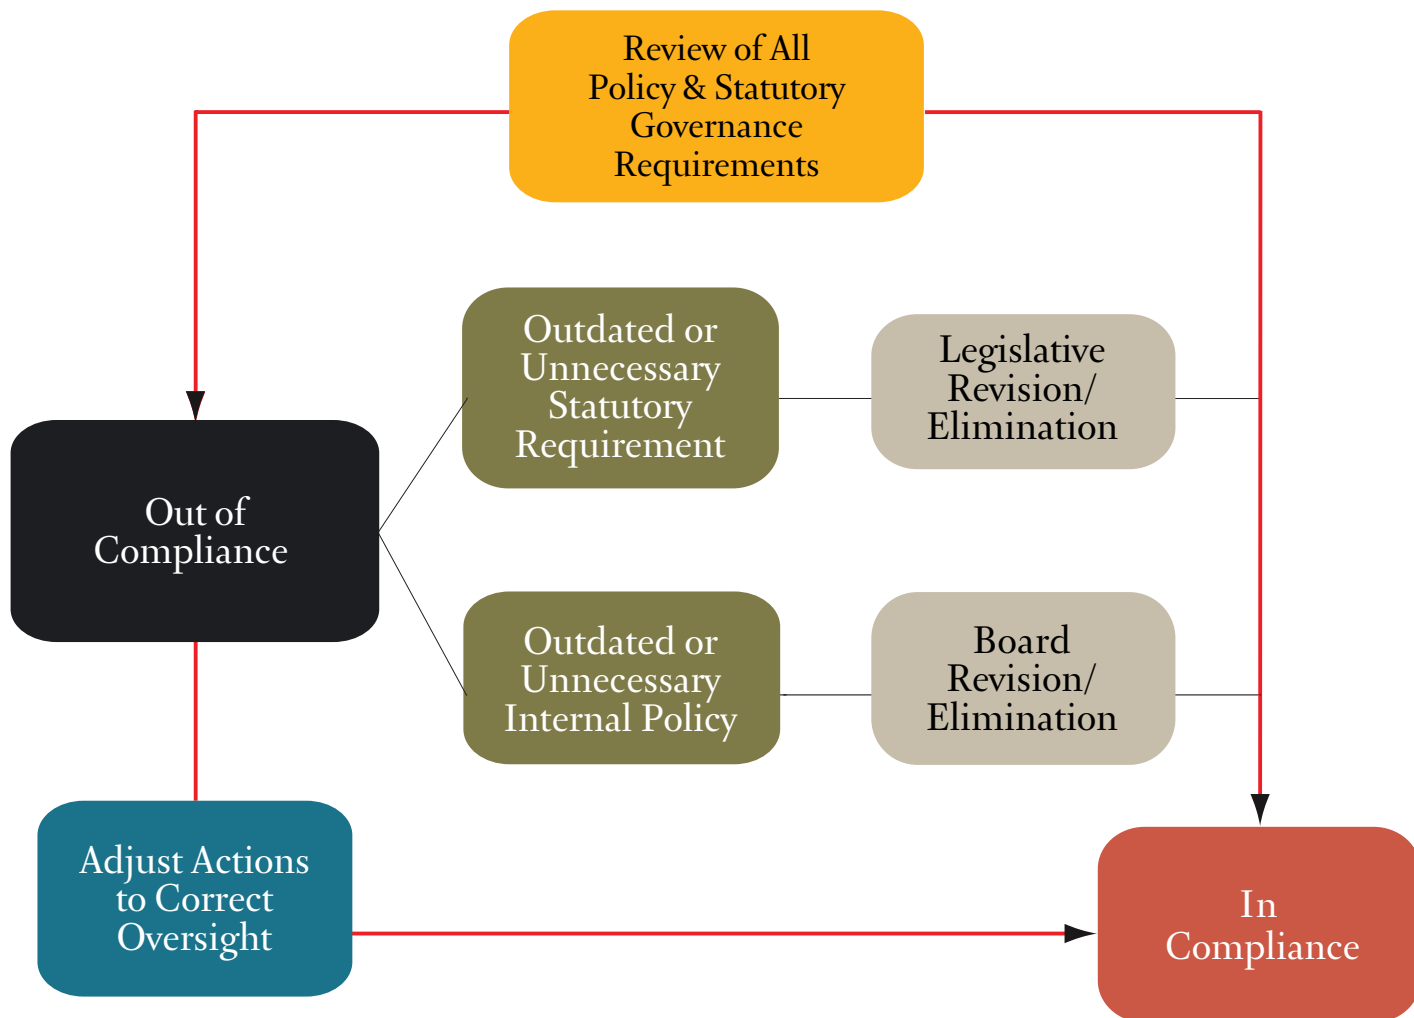 Review of All
Policy & Statutory
Governance
Requirements
Outdated or
Unnecessary
Statutory
Requirement
Legislative
Revision/
Elimination
Out of
Compliance
Outdated or
Unnecessary
Internal Policy
Board
Revision/
Elimination
Adjust Actions
to Correct
Oversight
In
Compliance